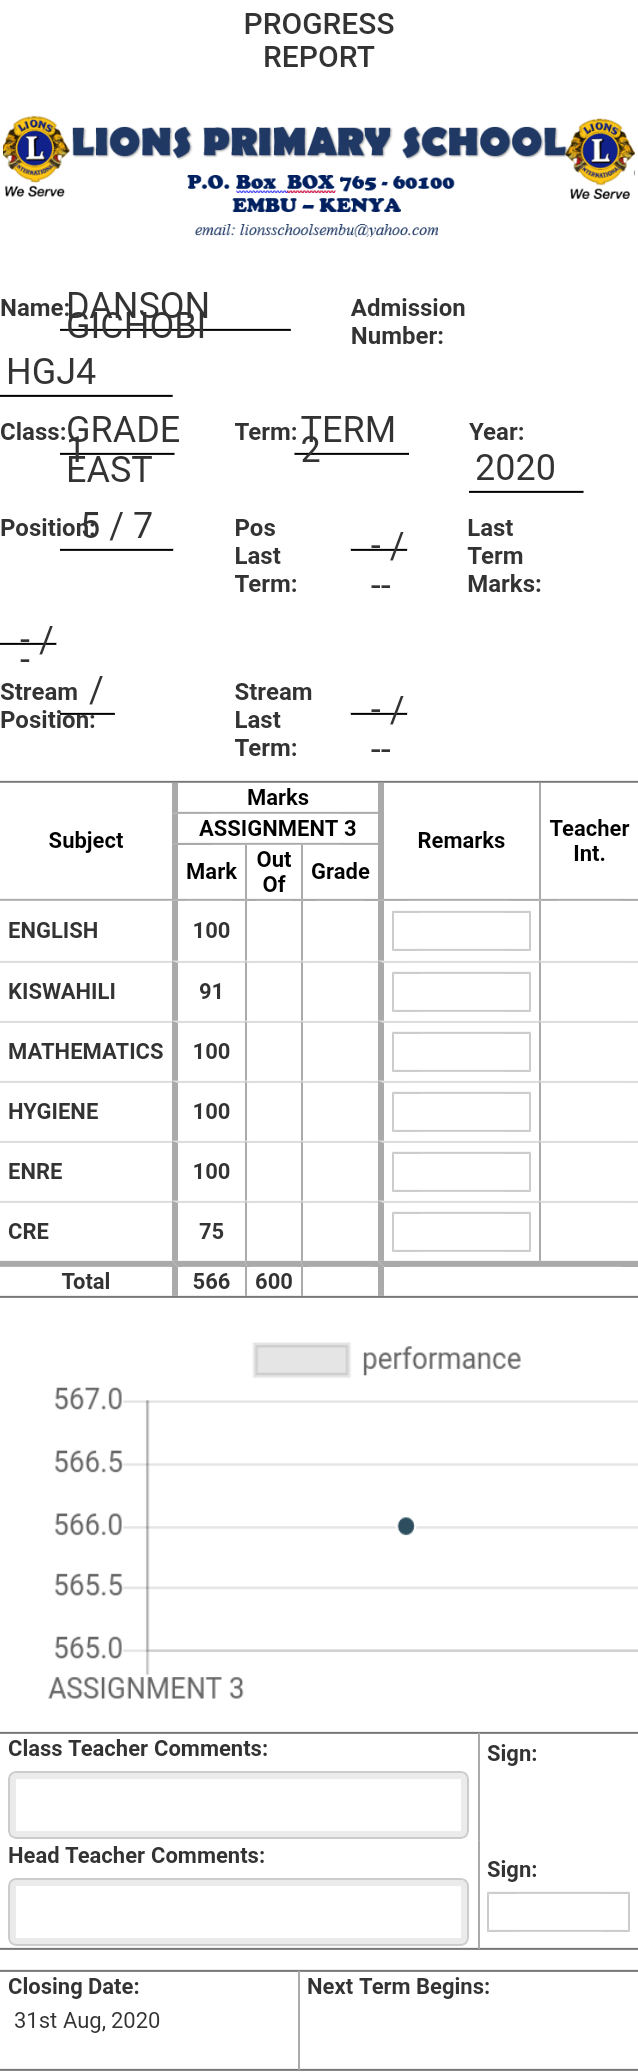 PROGRESS
REPORT
LIONS PRIMARY SCHOOL
LIONS L INTERNATIONAL
We Serve
LIONS L INTERNATIONAL
We Serve
P.O. Box BOX 765 - 60100
EMBU – KENYA
email: lionsschoolsembu@yahoo.com
Name: DANSON GICHOBI
Admission Number:
HGJ4
Class: GRADE 1 EAST
Term: TERM 2
Year: 2020
Position: 5 / 7
Pos Last Term: - / --
Last Term Marks:
- / -
Stream Position: /
Stream Last Term: - / --
Subject Marks Remarks Teacher Int.
ASSIGNMENT 3
Mark Out Of Grade
ENGLISH 100
KISWAHILI 91
MATHEMATICS 100
HYGIENE 100
ENRE 100
CRE 75
Total 566 600
performance
567.0
566.5
566.0
565.5
565.0
ASSIGNMENT 3
Class Teacher Comments:
Sign:
Head Teacher Comments:
Sign:
Closing Date:
31st Aug, 2020
Next Term Begins: